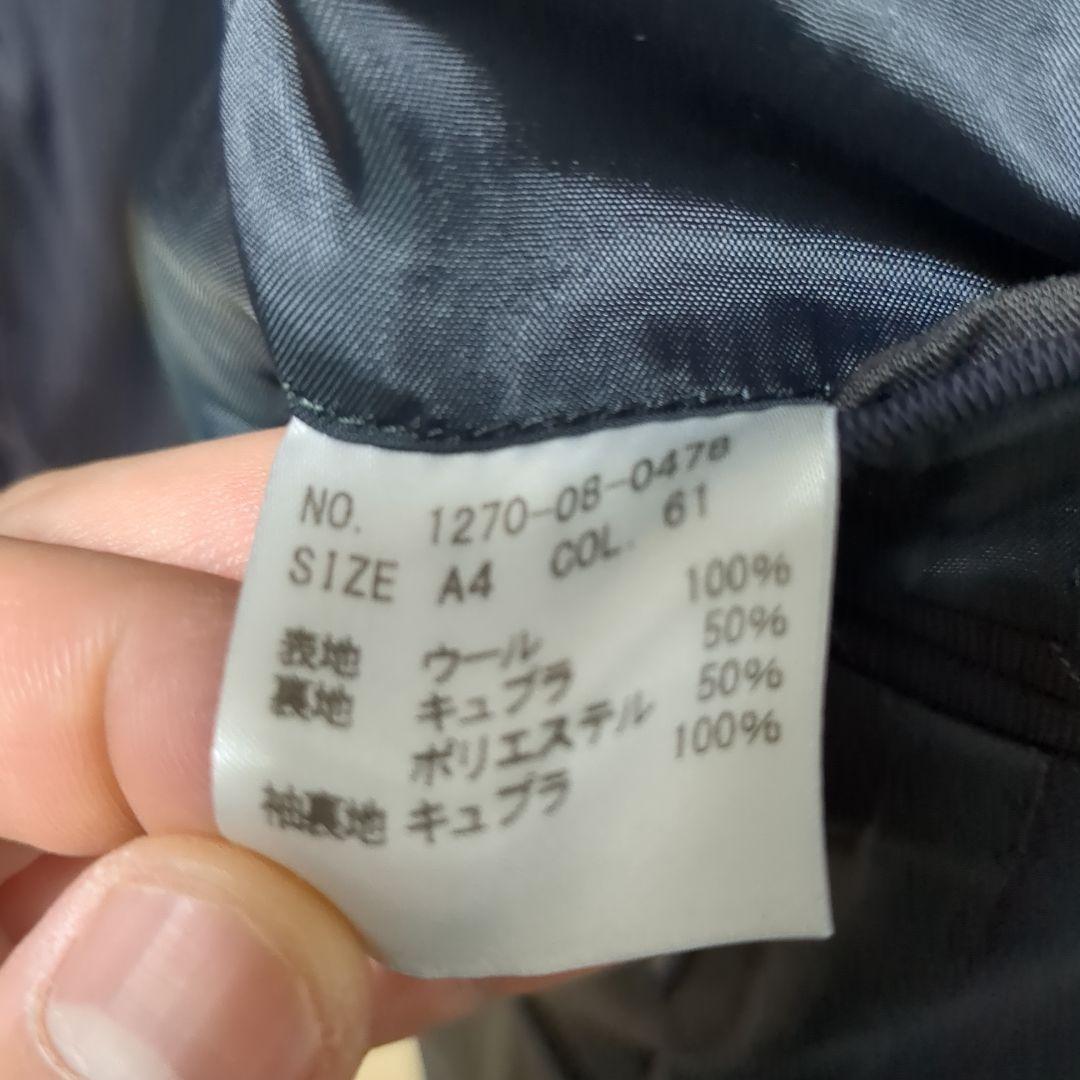 NO. 1270-08-0478
SIZE A4 COL. 61
表地 ウール 100%
裏地 キュプラ 50%
ポリエステル 50%
袖裏地 キュプラ 100%